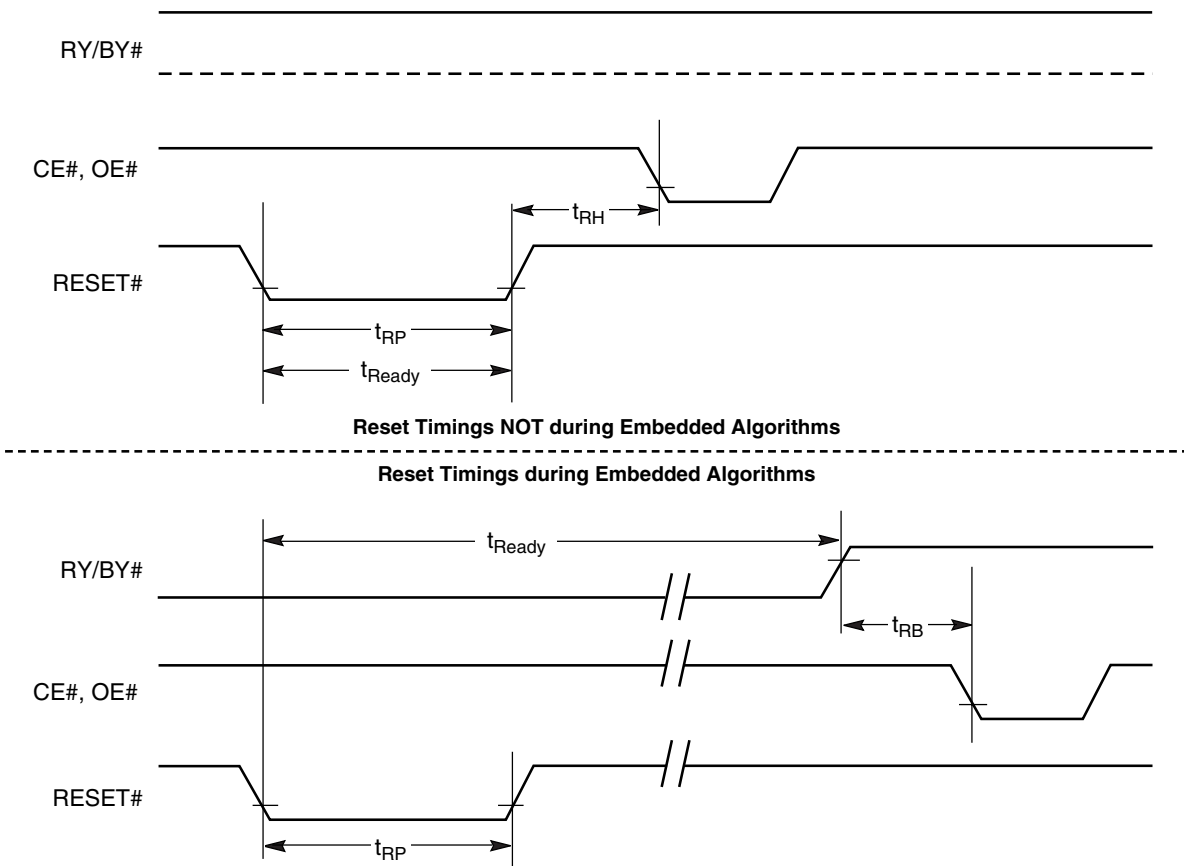 RY/BY#
CE#, OE#
tRH
RESET#
tRP
tReady
Reset Timings NOT during Embedded Algorithms
Reset Timings during Embedded Algorithms
tReady
RY/BY#
tRB
CE#, OE#
RESET#
tRP